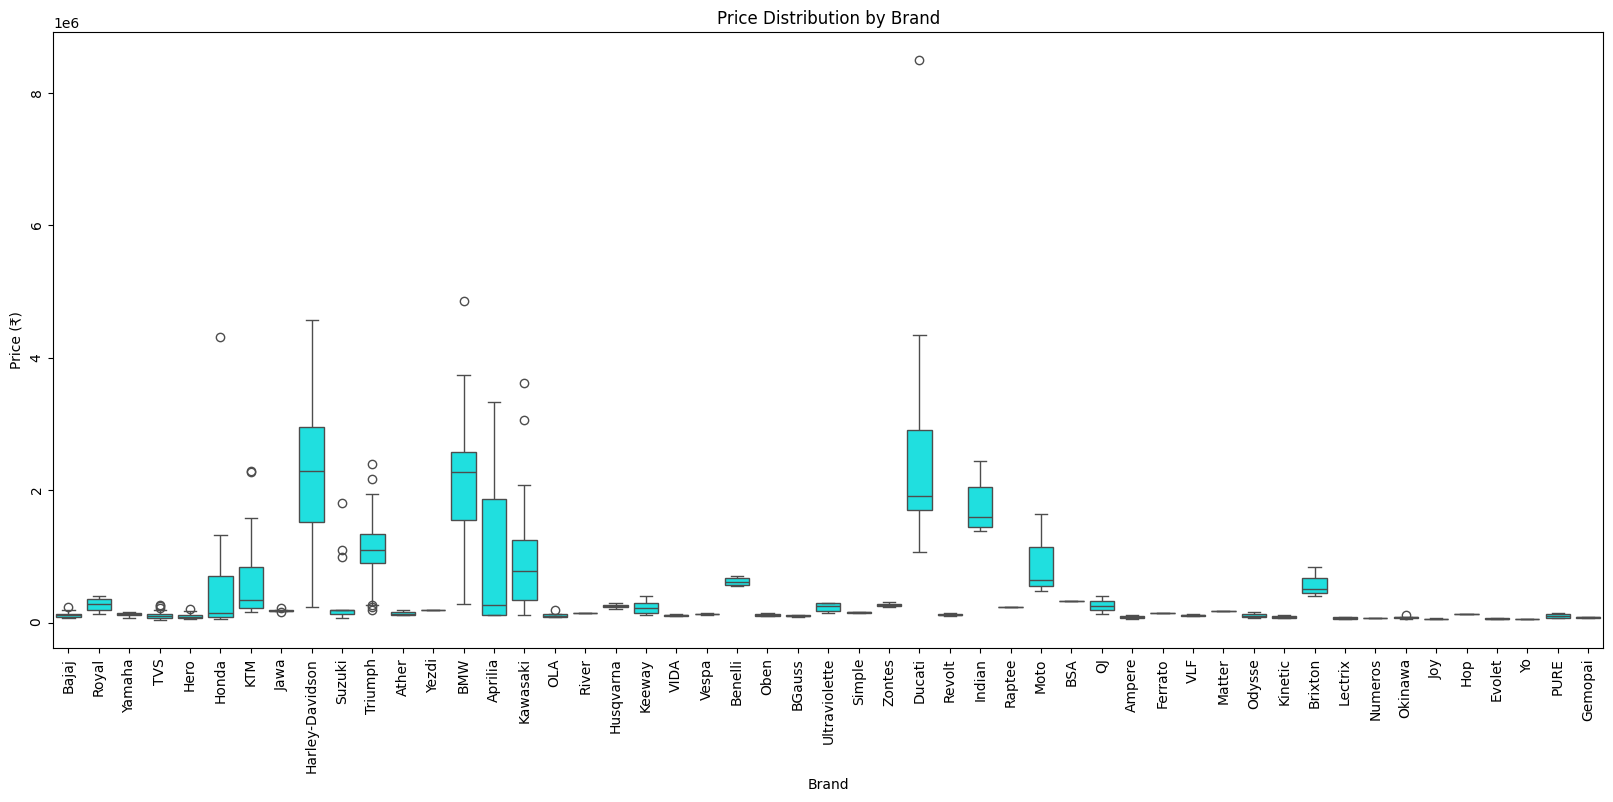 Price Distribution by Brand
1e6
8
6
4
2
0
Price (₹)
Bajaj
Royal
Yamaha
TVS
Hero
Honda
KTM
Jawa
Harley-Davidson
Suzuki
Triumph
Ather
Yezdi
BMW
Aprilia
Kawasaki
OLA
River
Husqvarna
Keeway
VIDA
Vespa
Benelli
Oben
BGauss
Ultraviolette
Simple
Zontes
Ducati
Revolt
Indian
Raptee
Moto
BSA
QJ
Ampere
Ferrato
VLF
Matter
Odysse
Kinetic
Brixton
Lectrix
Numeros
Okinawa
Joy
Hop
Evolet
Yo
PURE
Gemopai
Brand